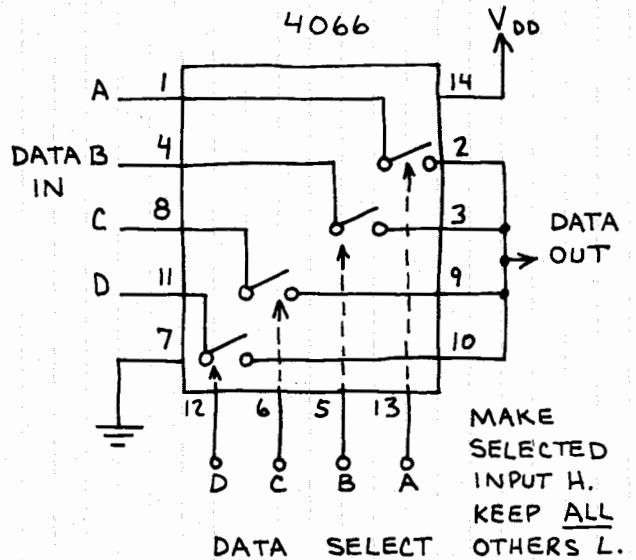 4066
V DD
A 1 14
DATA B 4 2
IN
C 8 3 DATA
OUT
D 11 9
7 10
12 6 5 13
D C B A
DATA SELECT
MAKE
SELECTED
INPUT H.
KEEP ALL
OTHERS L.